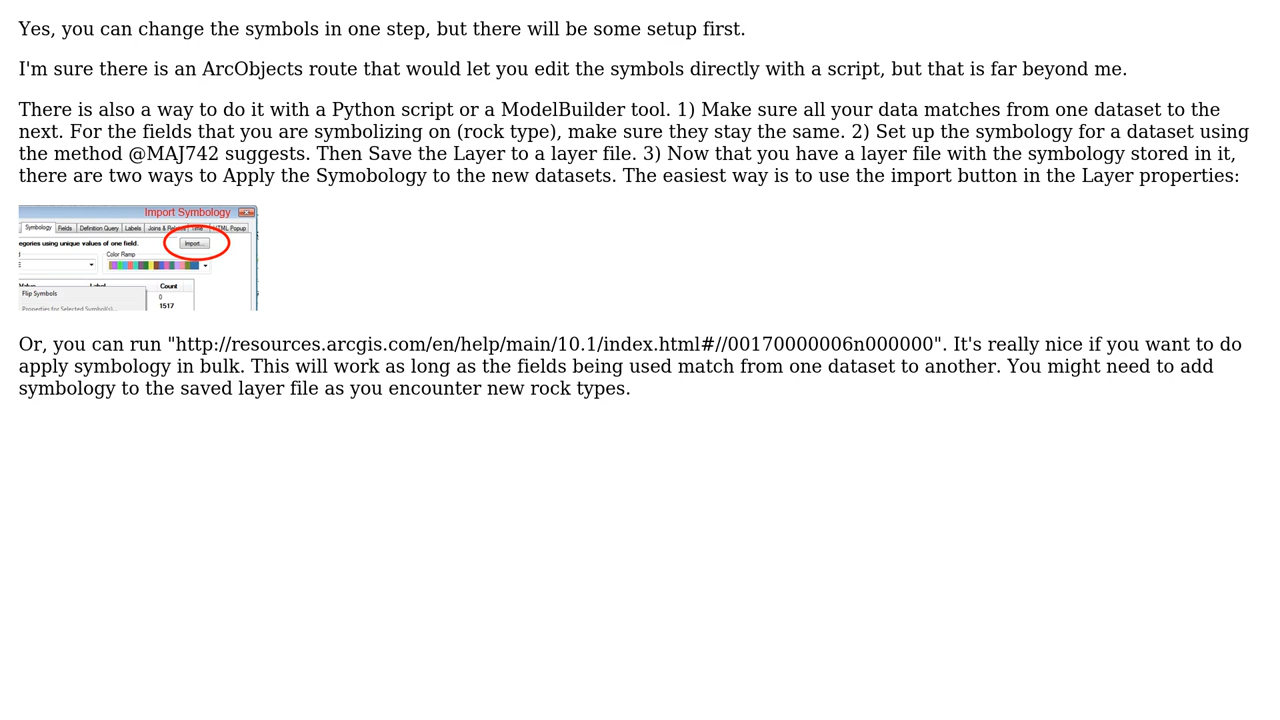 Yes, you can change the symbols in one step, but there will be some setup first.
I'm sure there is an ArcObjects route that would let you edit the symbols directly with a script, but that is far beyond me.
There is also a way to do it with a Python script or a ModelBuilder tool. 1) Make sure all your data matches from one dataset to the
next. For the fields that you are symbolizing on (rock type), make sure they stay the same. 2) Set up the symbology for a dataset using
the method @MAJ742 suggests. Then Save the Layer to a layer file. 3) Now that you have a layer file with the symbology stored in it,
there are two ways to Apply the Symobology to the new datasets. The easiest way is to use the import button in the Layer properties:
Import Symbology
Symbology Fields Definition Query Labels Joins & HTML Popup
egories using unique values of one field. Import...
Color Ramp
Count
Flip Symbols 0
1517
Properties for Selected Symbol(s)...
Or, you can run "http://resources.arcgis.com/en/help/main/10.1/index.html#//00170000006n000000". It's really nice if you want to do
apply symbology in bulk. This will work as long as the fields being used match from one dataset to another. You might need to add
symbology to the saved layer file as you encounter new rock types.